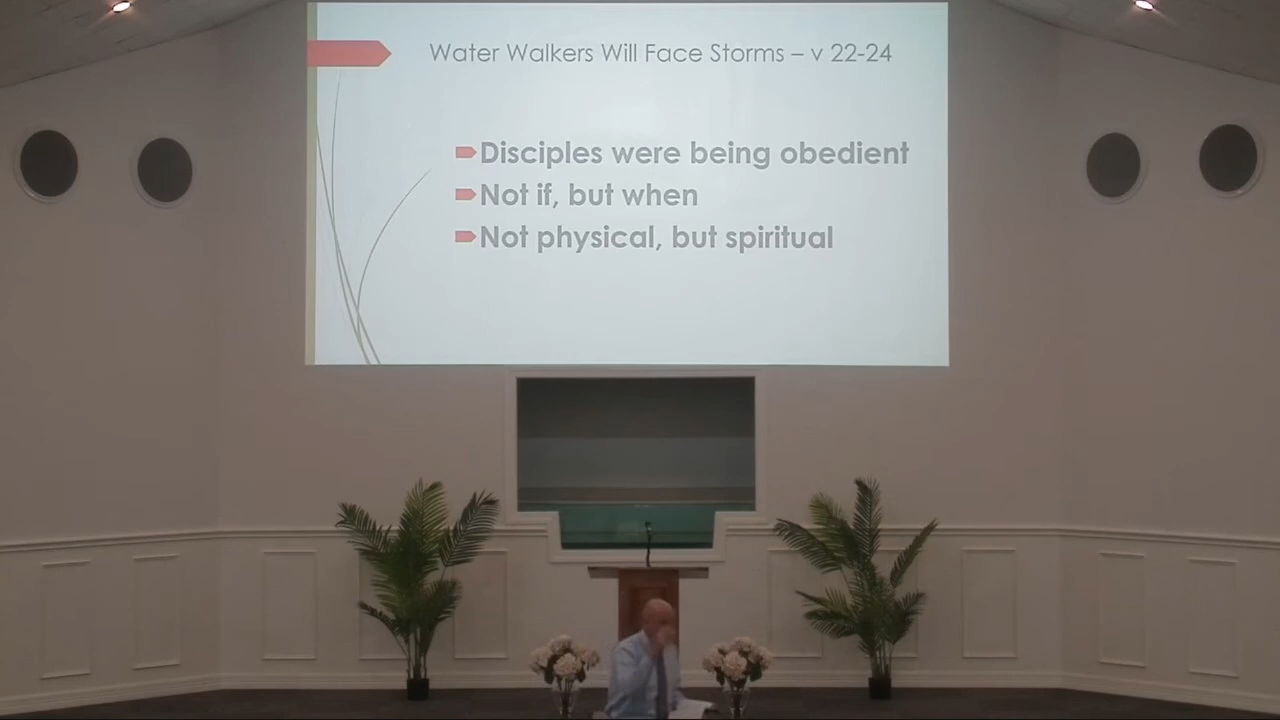 Water Walkers Will Face Storms – v 22-24
Disciples were being obedient
Not if, but when
Not physical, but spiritual